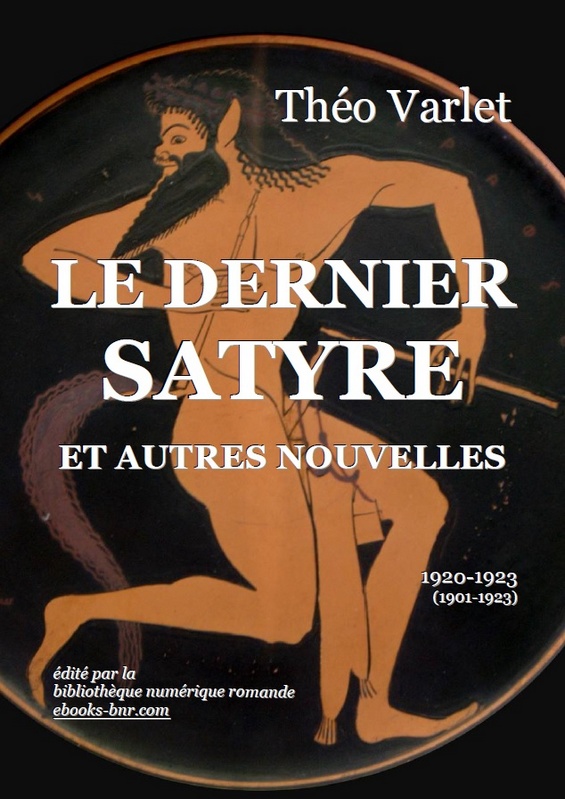 Théo Varlet
LE DERNIER
SATYRE
ET AUTRES NOUVELLES
1920-1923
(1901-1923)
édité par la
bibliothèque numérique romande
ebooks-bnr.com